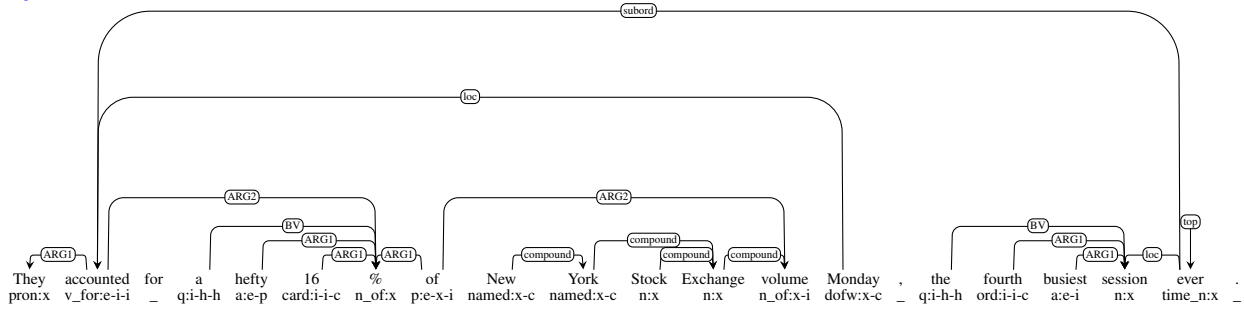 subord
loc
ARG2 ARG2
BV BV
ARG1 compound ARG1
ARG1 ARG1 ARG1 compound compound compound ARG1 loc top
They accounted for a hefty 16 % of New York Stock Exchange volume Monday , the fourth busiest session ever .
pron:x v_for:e-i-i _ q:i-h-h a:e-p card:i-i-c n_of:x p:e-x-i named:x-c named:x-c n:x n:x n_of:x-i dofw:x-c _ q:i-h-h ord:i-i-c a:e-i n:x time_n:x _